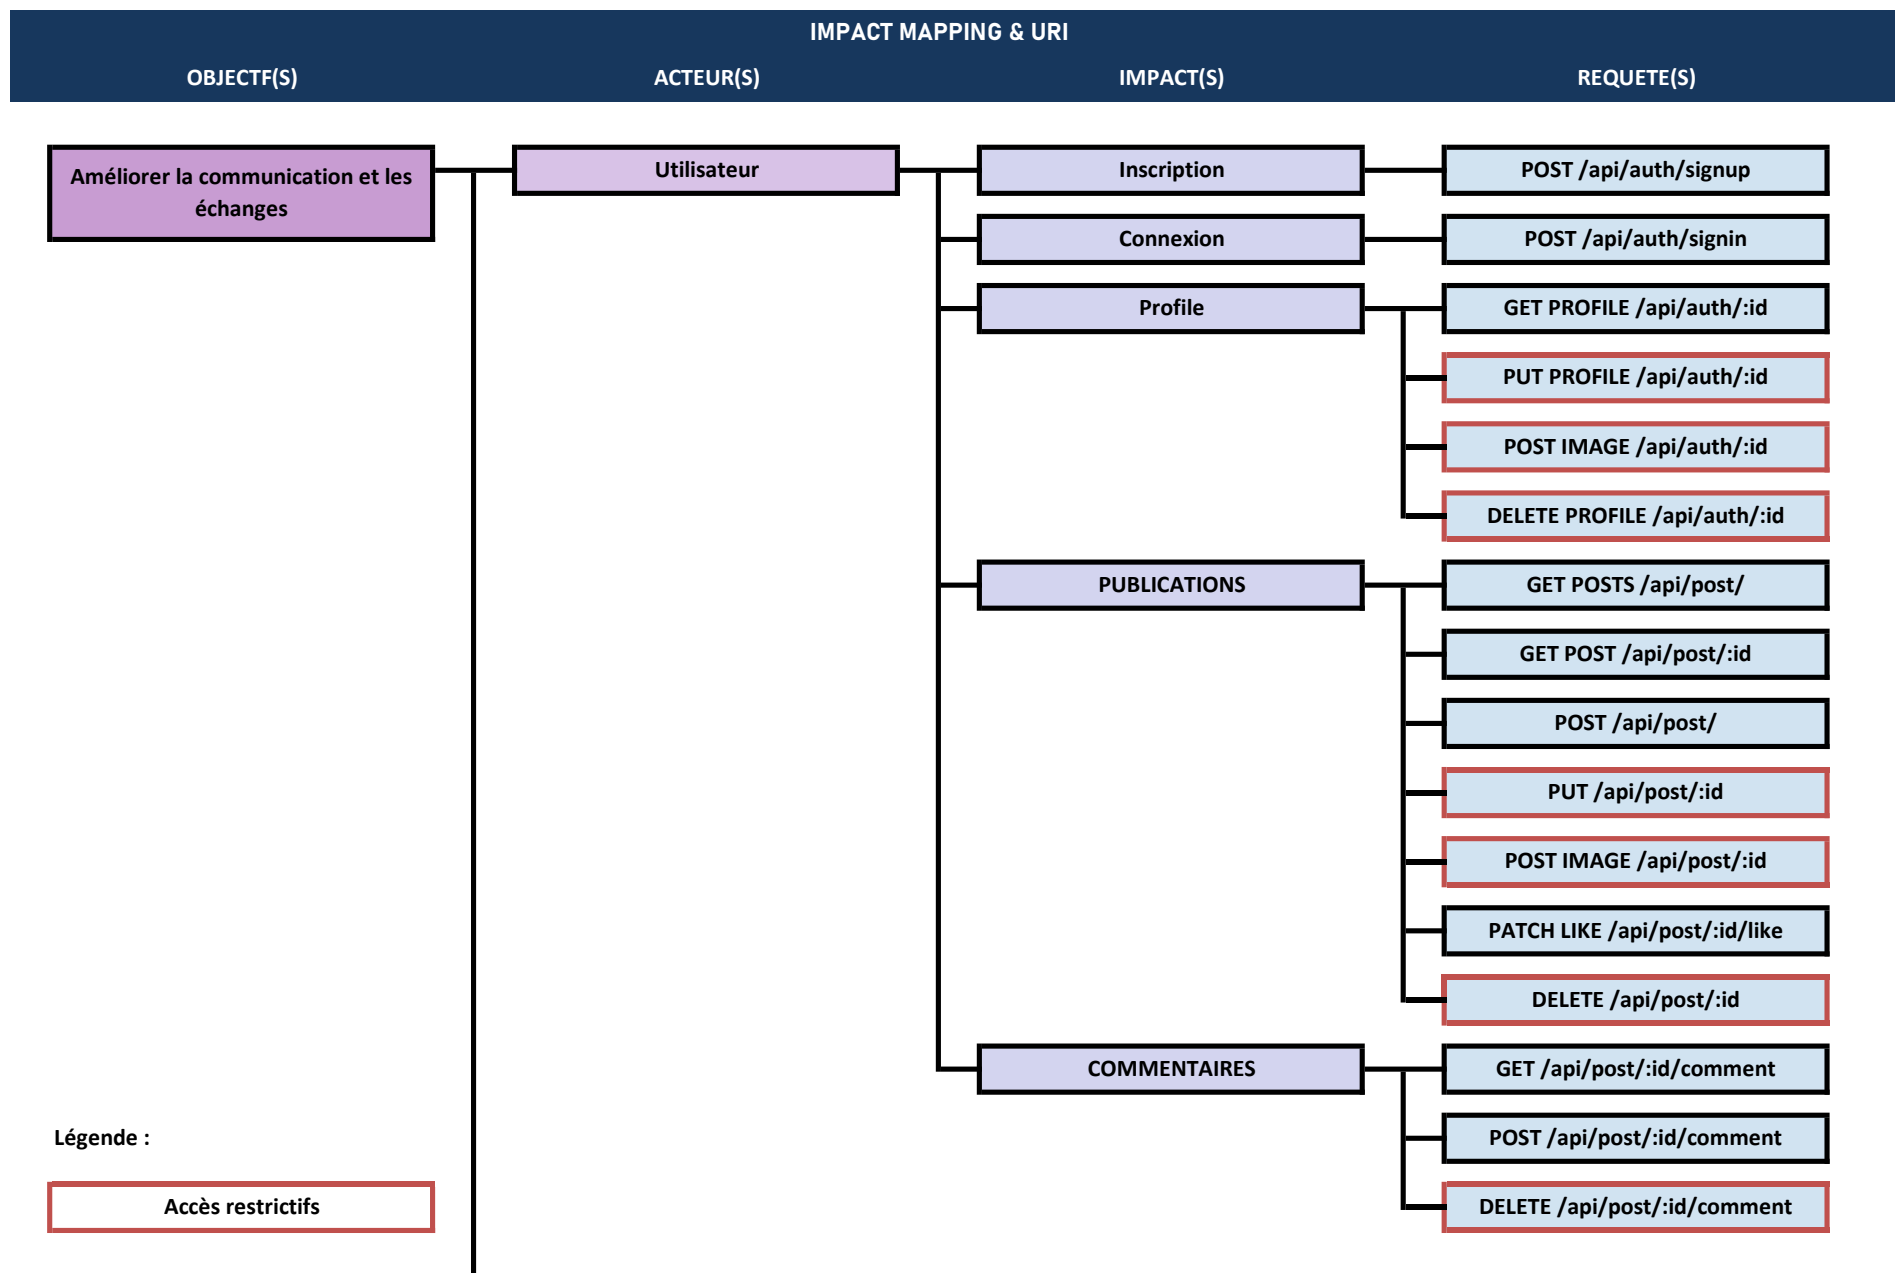 IMPACT MAPPING & URI
OBJECTF(S)
ACTEUR(S)
IMPACT(S)
REQUETE(S)
Améliorer la communication et les
échanges
Utilisateur
Inscription
POST /api/auth/signup
Connexion
POST /api/auth/signin
Profile
GET PROFILE /api/auth/:id
PUT PROFILE /api/auth/:id
POST IMAGE /api/auth/:id
DELETE PROFILE /api/auth/:id
PUBLICATIONS
GET POSTS /api/post/
GET POST /api/post/:id
POST /api/post/
PUT /api/post/:id
POST IMAGE /api/post/:id
PATCH LIKE /api/post/:id/like
DELETE /api/post/:id
COMMENTAIRES
GET /api/post/:id/comment
Légende :
POST /api/post/:id/comment
Accès restrictifs
DELETE /api/post/:id/comment